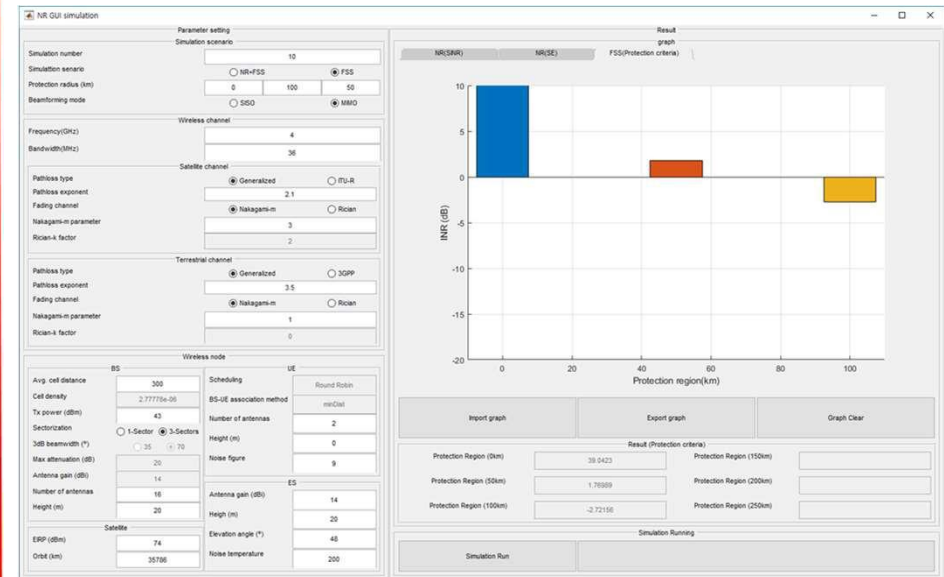 NR GUI simulation
Parameter setting
Simulation scenario
Simulation number 10
Simulattion senario NR+FSS FSS
Protection radius (km) 0 100 50
Beamforming mode SISO MIMO
Wireless channel
Frequency(GHz) 4
Bandwidth(MHz) 36
Satellite channel
Pathloss type Generalized ITU-R
Pathloss exponent 2.1
Fading channel Nakagami-m Rician
Nakagami-m parameter 3
Rician-k factor 2
Terrestrial channel
Pathloss type Generalized 3GPP
Pathloss exponent 3.5
Fading channel Nakagami-m Rician
Nakagami-m parameter 1
Rician-k factor 0
Wireless node
BS
Avg. cell distance 300
Cell density 2.77778e-06
Tx power (dBm) 43
Sectorization 1-Sector 3-Sectors
3dB beamwidth (º) 35 70
Max attenuation (dB) 20
Antenna gain (dBi) 14
Number of antennas 16
Height (m) 20
Satellite
EIRP (dBm) 74
Orbit (km) 35786
UE
Scheduling Round Robin
BS-UE association method minDist
Number of antennas 2
Height (m) 0
Noise figure 9
ES
Antenna gain (dBi) 14
Heigh (m) 20
Elevation angle (º) 48
Noise temperature 200
Result
graph
NR(SINR) NR(SE) FSS(Protection criteria)
10
5
0
-5
-10
-15
-20
INR (dB)
0 20 40 60 80 100
Protection region(km)
Import graph Export graph Graph Clear
Result (Protection criteria)
Protection Region (0km) 39.0423 Protection Region (150km)
Protection Region (50km) 1.76989 Protection Region (200km)
Protection Region (100km) -2.72156 Protection Region (250km)
Simulation Running
Simulation Run